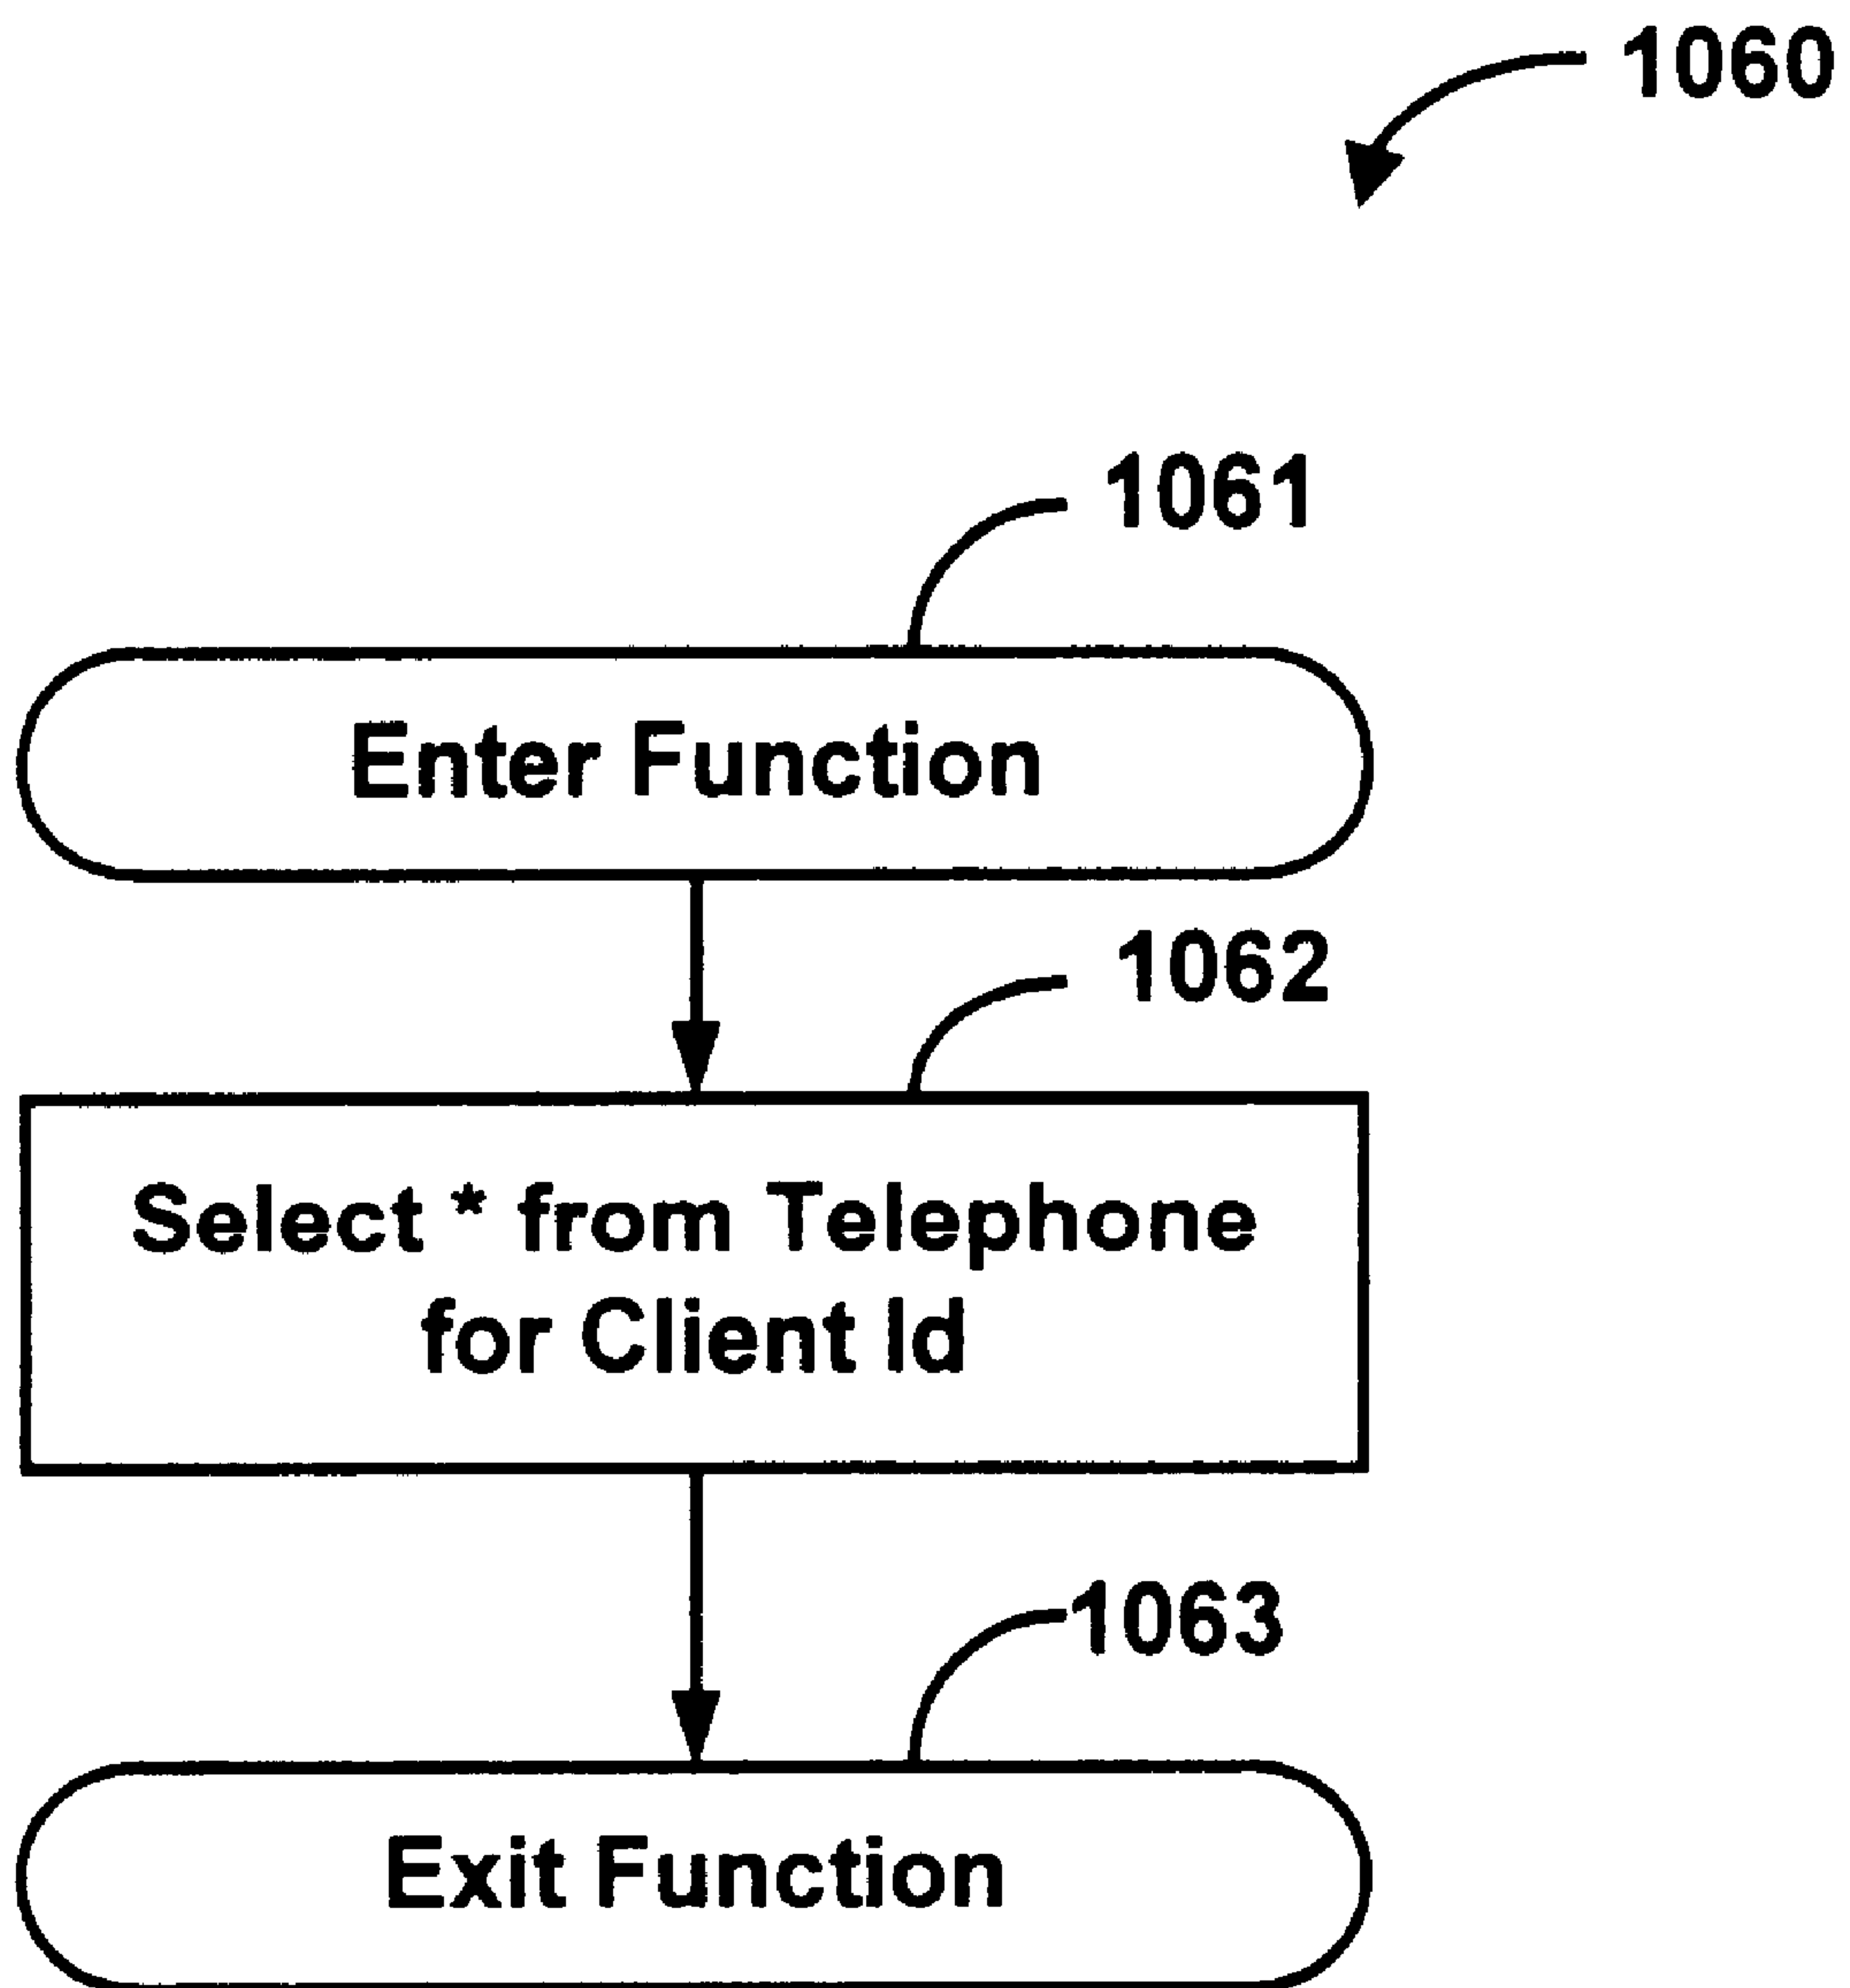 1060
1061
Enter Function
1062
Select * from Telephone
for Client Id
1063
Exit Function